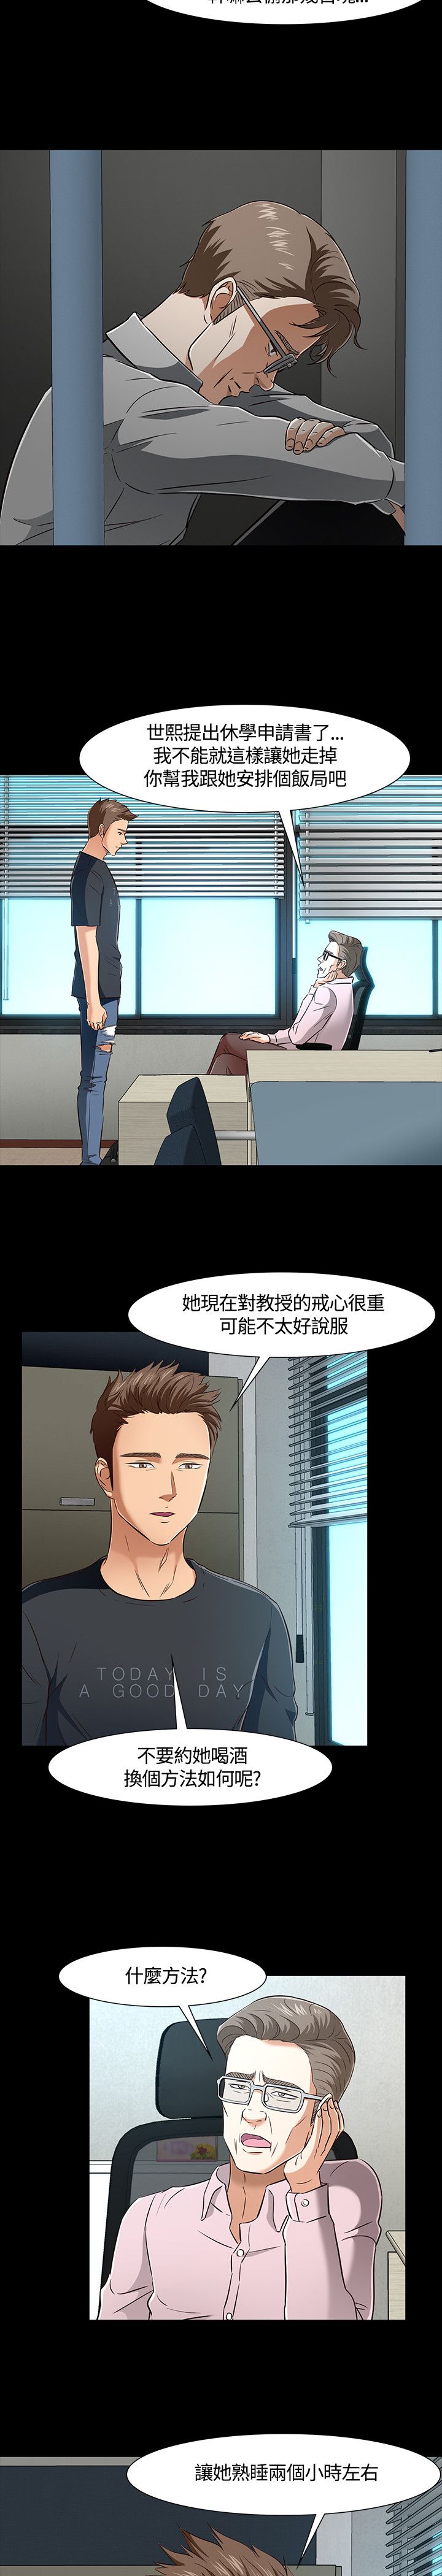 世熙提出休學申請書了...
我不能就這樣讓她走掉
你幫我跟她安排個飯局吧
她現在對教授的戒心很重
可能不太好說服
TODAY IS
A GOOD DAY
不要約她喝酒
換個方法如何呢?
什麼方法?
讓她熟睡兩個小時左右